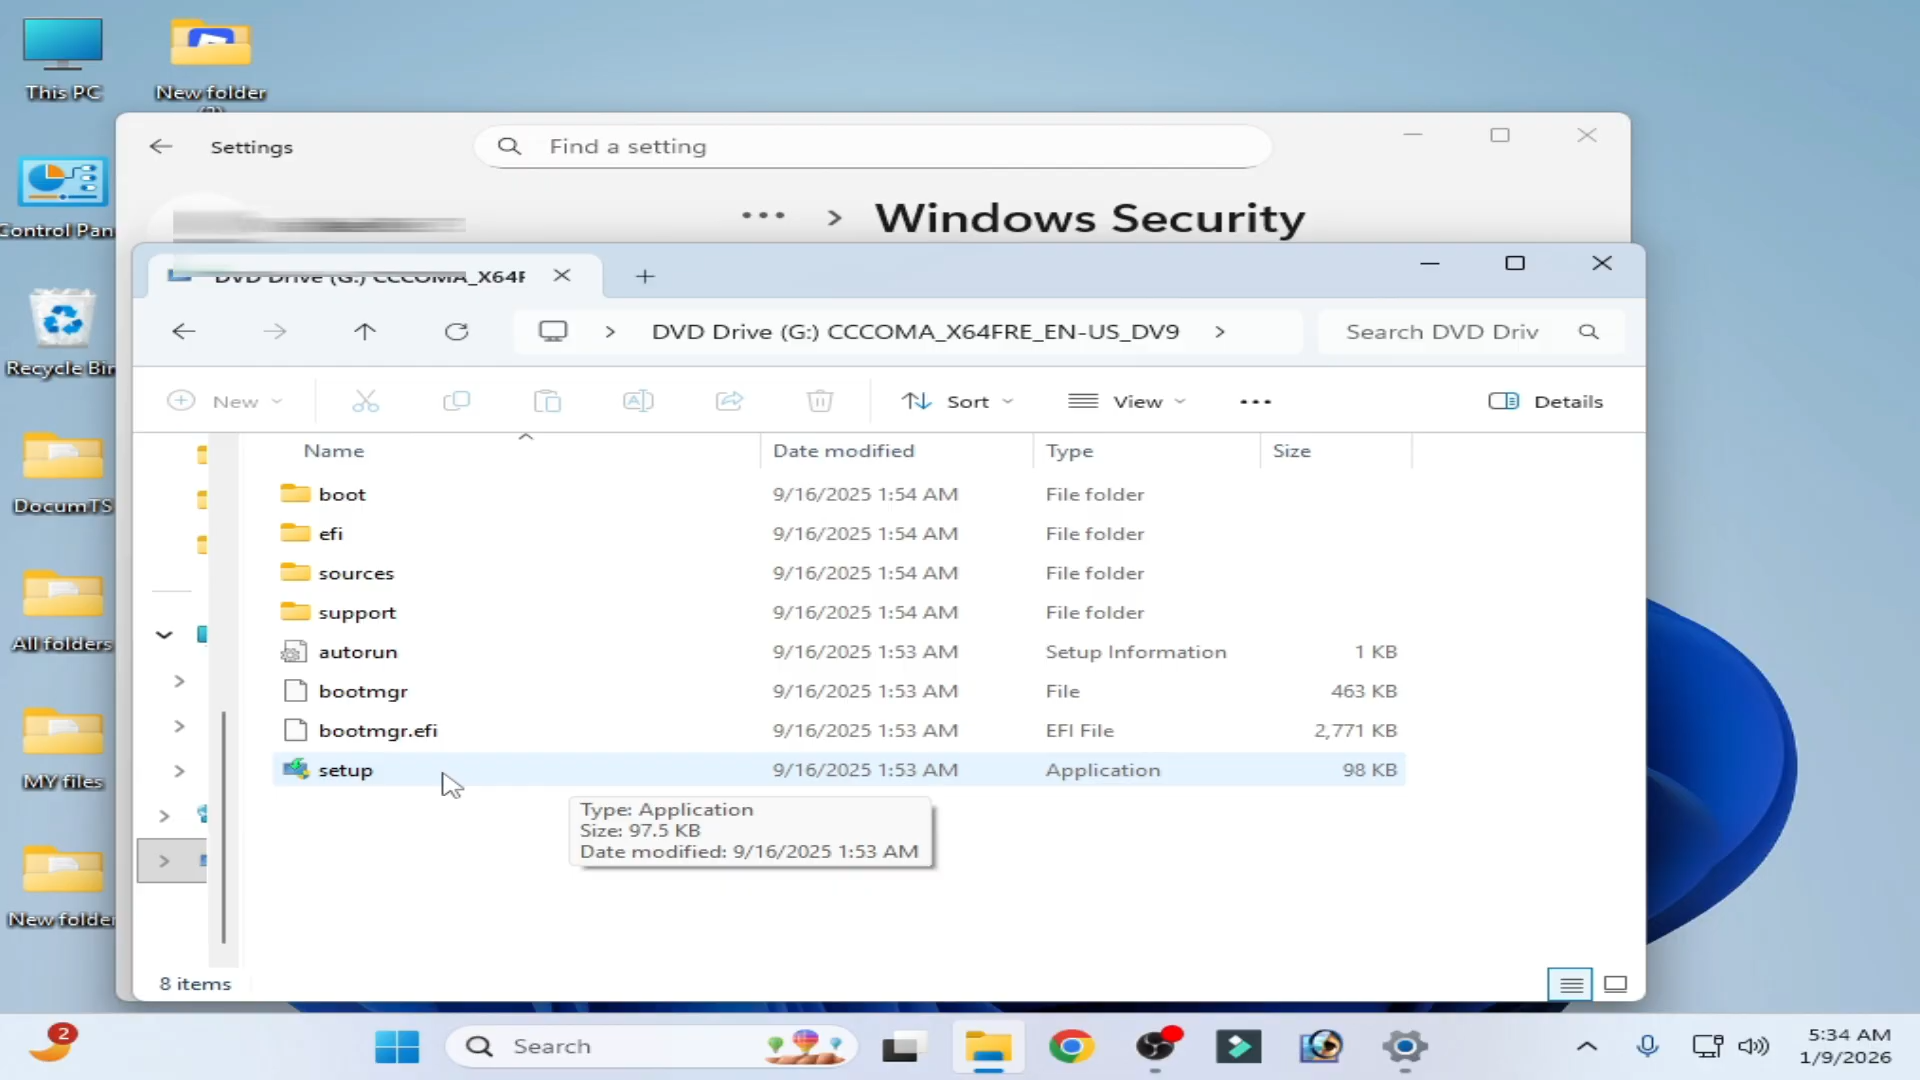 This PC
New folder
Control Pan
Recycle Bin
DocumTS
All folders
MY files
New folder
Settings
Find a setting
Windows Security
DVD Drive (G:) CCCOMA_X64F
DVD Drive (G:) CCCOMA_X64FRE_EN-US_DV9
Search DVD Driv
New
Sort
View
Details
Name Date modified Type Size
boot 9/16/2025 1:54 AM File folder
efi 9/16/2025 1:54 AM File folder
sources 9/16/2025 1:54 AM File folder
support 9/16/2025 1:54 AM File folder
autorun 9/16/2025 1:53 AM Setup Information 1 KB
bootmgr 9/16/2025 1:53 AM File 463 KB
bootmgr.efi 9/16/2025 1:53 AM EFI File 2,771 KB
setup 9/16/2025 1:53 AM Application 98 KB
Type: Application
Size: 97.5 KB
Date modified: 9/16/2025 1:53 AM
8 items
2
Search
5:34 AM
1/9/2026